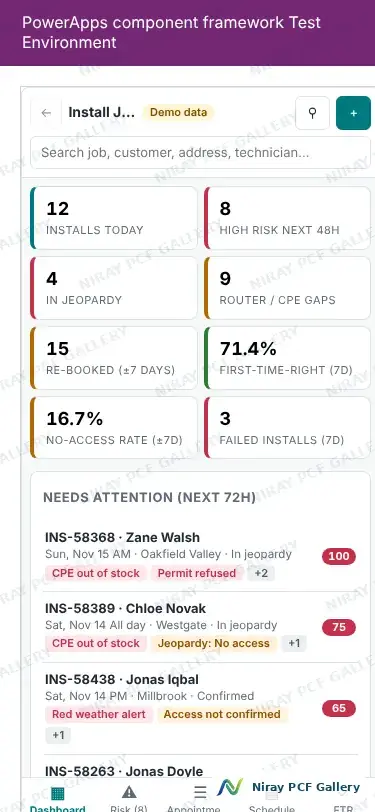 PowerApps component framework Test
Environment
← Install J... Demo data +
Search job, customer, address, technician...
12
INSTALLS TODAY
8
HIGH RISK NEXT 48H
4
IN JEOPARDY
9
ROUTER / CPE GAPS
15
RE-BOOKED (±7 DAYS)
71.4%
FIRST-TIME-RIGHT (7D)
16.7%
NO-ACCESS RATE (±7D)
3
FAILED INSTALLS (7D)
NEEDS ATTENTION (NEXT 72H)
INS-58368 · Zane Walsh
Sun, Nov 15 AM · Oakfield Valley · In jeopardy
100
CPE out of stock Permit refused +2
INS-58389 · Chloe Novak
Sat, Nov 14 All day · Westgate · In jeopardy
75
CPE out of stock Jeopardy: No access +1
INS-58438 · Jonas Iqbal
Sat, Nov 14 PM · Millbrook · Confirmed
65
Red weather alert Access not confirmed
+1
INS-58263 · Jonas Doyle
Niray PCF Gallery
Dashboard Risk (8) Appointme... Schedule FTR
NIRAY PCF GALLERY